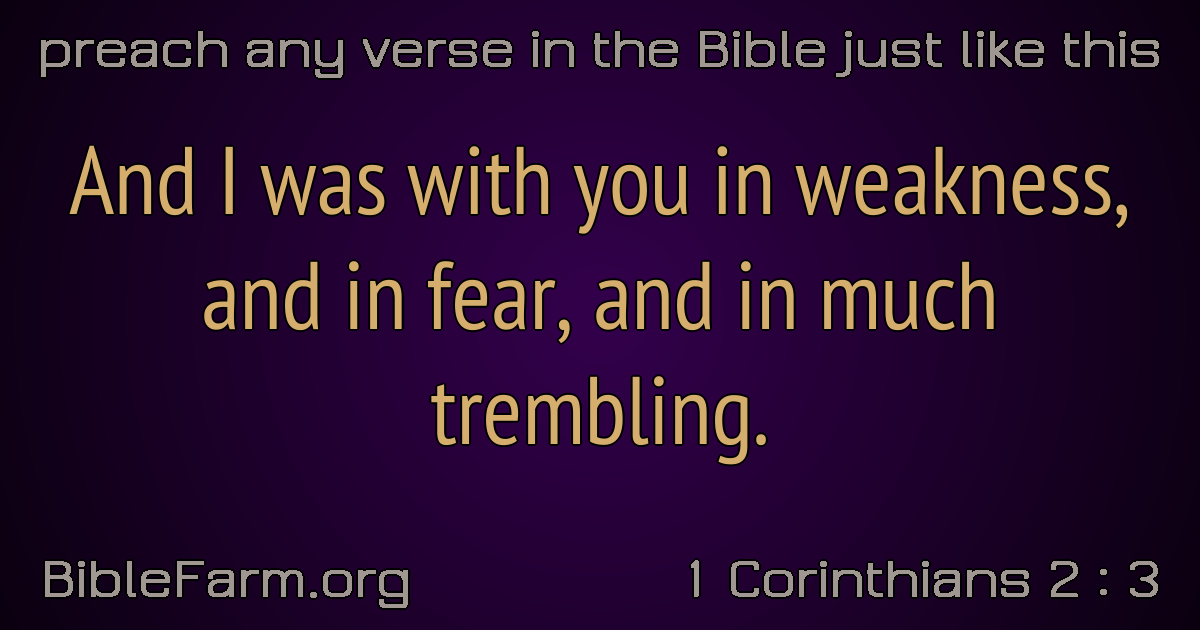 preach any verse in the Bible just like this
And I was with you in weakness,
and in fear, and in much
trembling.
BibleFarm.org
1 Corinthians 2 : 3